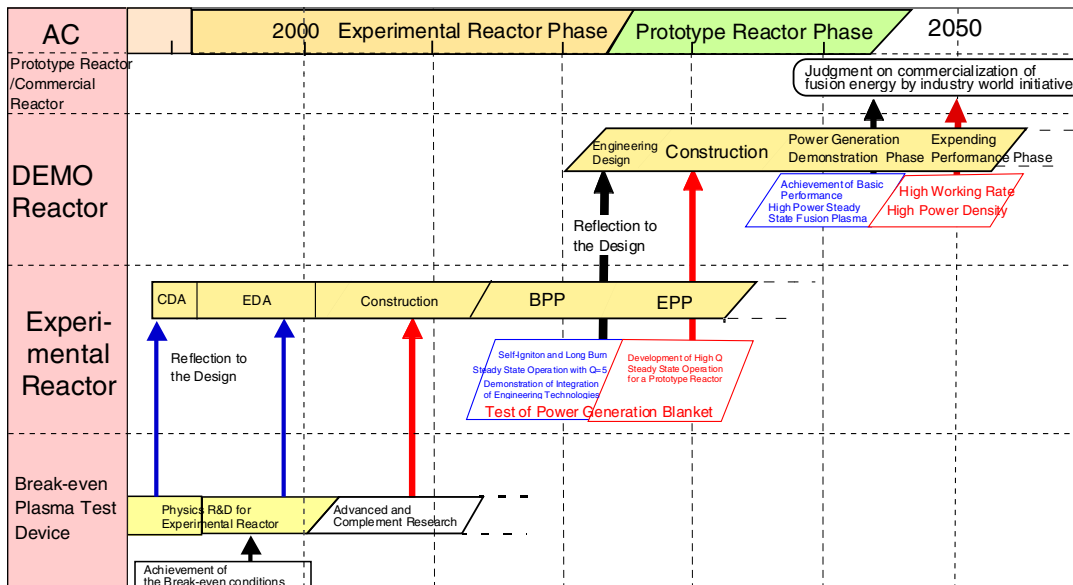 AC
2000
Experimental Reactor Phase
Prototype Reactor Phase
2050
Prototype Reactor
/Commercial
Reactor
Judgment on commercialization of
fusion energy by industry world initiative
DEMO
Reactor
Engineering
Design
Construction
Power Generation
Demonstration Phase
Expending
Performance Phase
Achievement of Basic
Performance
High Power Steady
State Fusion Plasma
High Working Rate
High Power Density
Reflection to
the Design
Experi-
mental
Reactor
CDA
EDA
Construction
BPP
EPP
Reflection to
the Design
Self-Igniton and Long Burn
Steady State Operation with Q=5
Demonstration of Integration
of Engineering Technologies
Development of High Q
Steady State Operation
for a Prototype Reactor
Test of Power Generation Blanket
Break-even
Plasma Test
Device
Physics R&D for
Experimental Reactor
Advanced and
Complement Research
Achievement of
the Break-even conditions